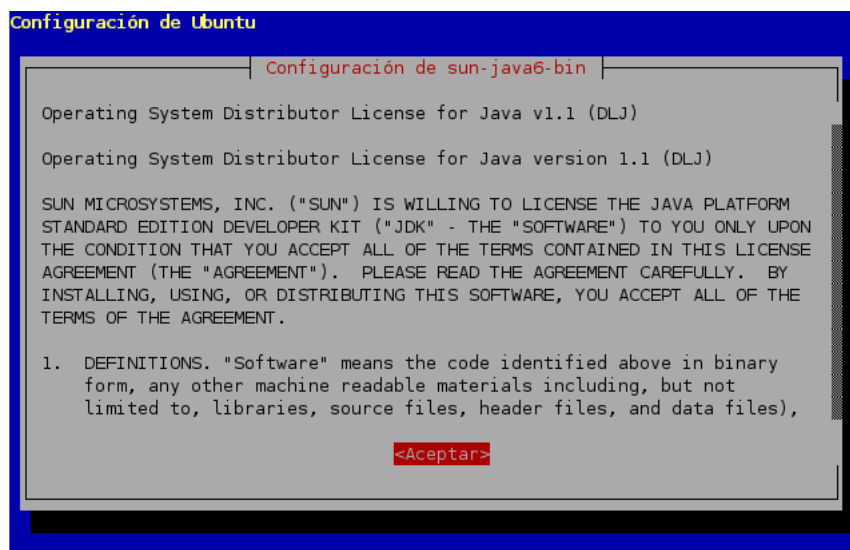 Configuración de Ubuntu
Configuración de sun-java6-bin
Operating System Distributor License for Java v1.1 (DLJ)
Operating System Distributor License for Java version 1.1 (DLJ)
SUN MICROSYSTEMS, INC. ("SUN") IS WILLING TO LICENSE THE JAVA PLATFORM
STANDARD EDITION DEVELOPER KIT ("JDK" - THE "SOFTWARE") TO YOU ONLY UPON
THE CONDITION THAT YOU ACCEPT ALL OF THE TERMS CONTAINED IN THIS LICENSE
AGREEMENT (THE "AGREEMENT").  PLEASE READ THE AGREEMENT CAREFULLY.  BY
INSTALLING, USING, OR DISTRIBUTING THIS SOFTWARE, YOU ACCEPT ALL OF THE
TERMS OF THE AGREEMENT.
1.  DEFINITIONS. "Software" means the code identified above in binary
form, any other machine readable materials including, but not
limited to, libraries, source files, header files, and data files),
<Aceptar>